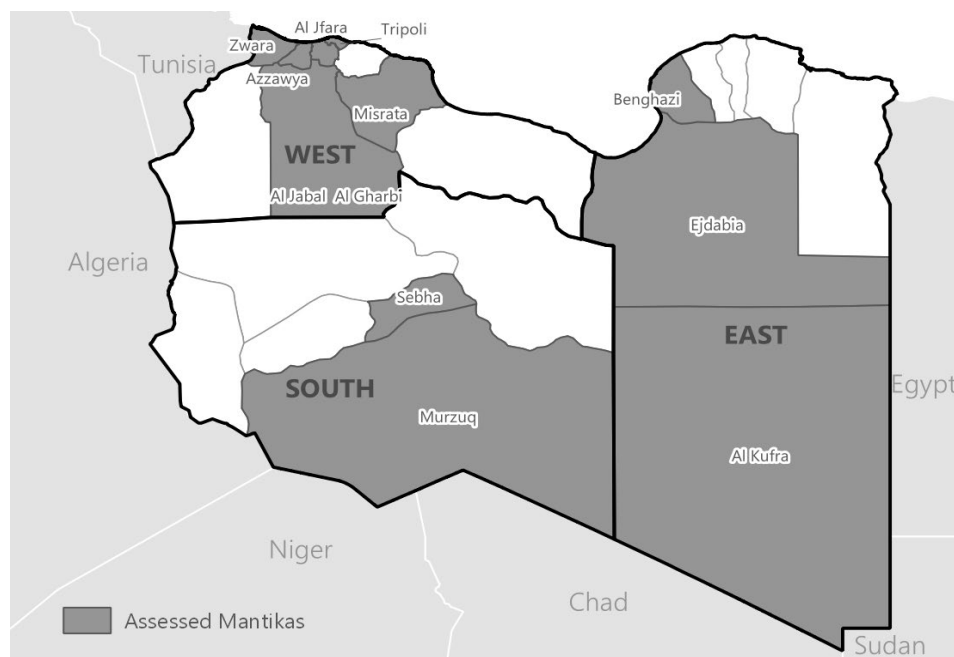 Al Jfara
Tripoli
Zwara
Tunisia
Azzawya
Benghazi
Misrata
WEST
Al Jabal Al Gharbi
Ejdabia
Algeria
Sebha
EAST
SOUTH
Egypt
Murzuq
Al Kufra
Niger
Chad
Assessed Mantikas
Sudan